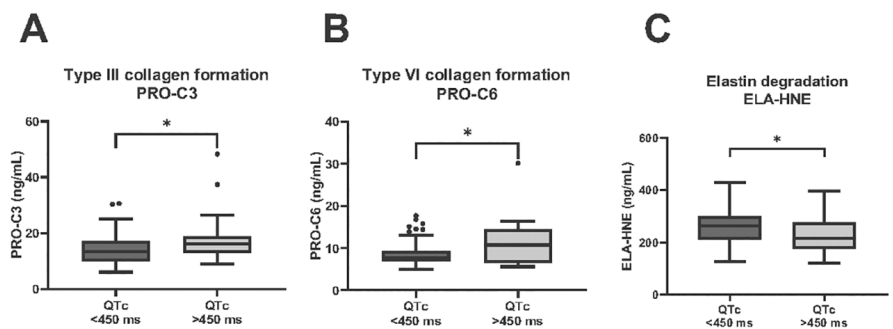 A
Type III collagen formation
PRO-C3
PRO-C3 (ng/mL)
60
40
20
0
*
QTc
<450 ms
QTc
>450 ms
B
Type VI collagen formation
PRO-C6
PRO-C6 (ng/mL)
40
30
20
10
0
*
QTc
<450 ms
QTc
>450 ms
C
Elastin degradation
ELA-HNE
ELA-HNE (ng/mL)
600
400
200
0
*
QTc
<450 ms
QTc
>450 ms